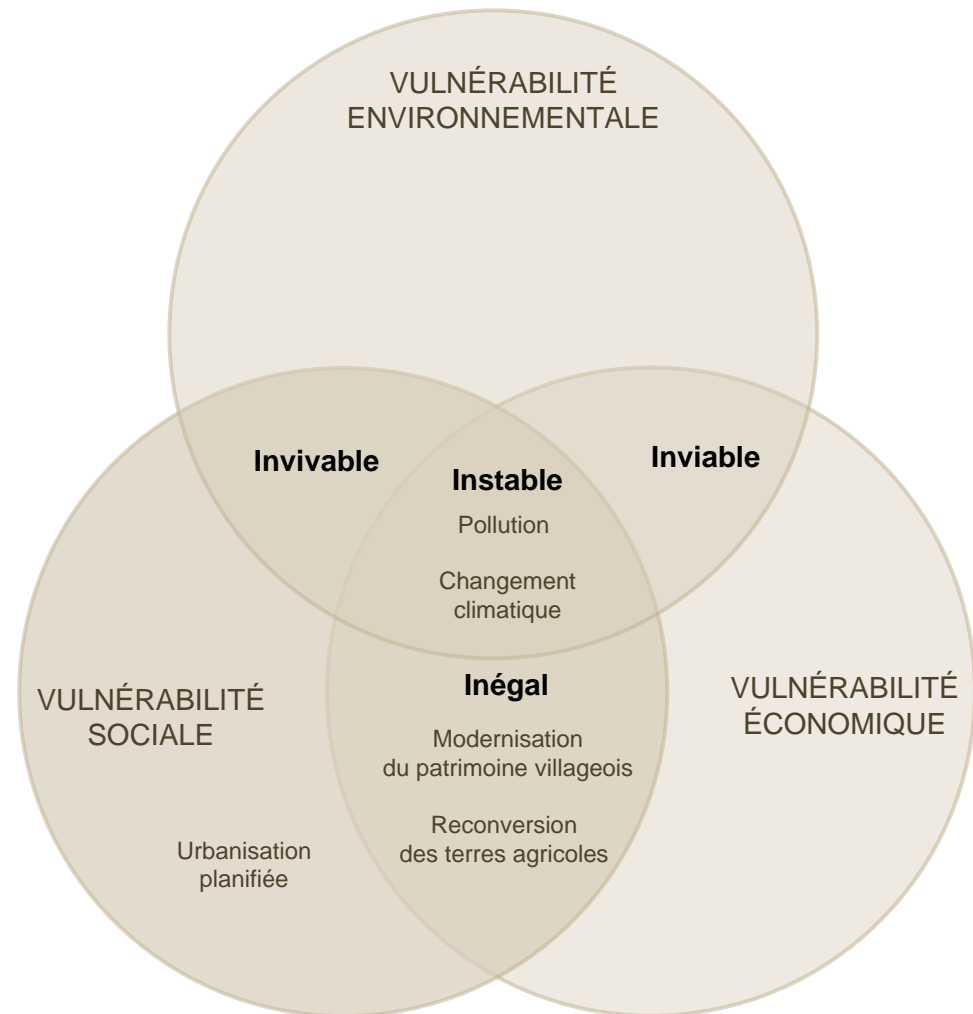 VULNÉRABILITÉ
ENVIRONNEMENTALE
Invivable
Instable
Inviable
Pollution
Changement
climatique
VULNÉRABILITÉ
SOCIALE
Inégal
VULNÉRABILITÉ
ÉCONOMIQUE
Modernisation
du patrimoine villageois
Reconversion
des terres agricoles
Urbanisation
planifiée